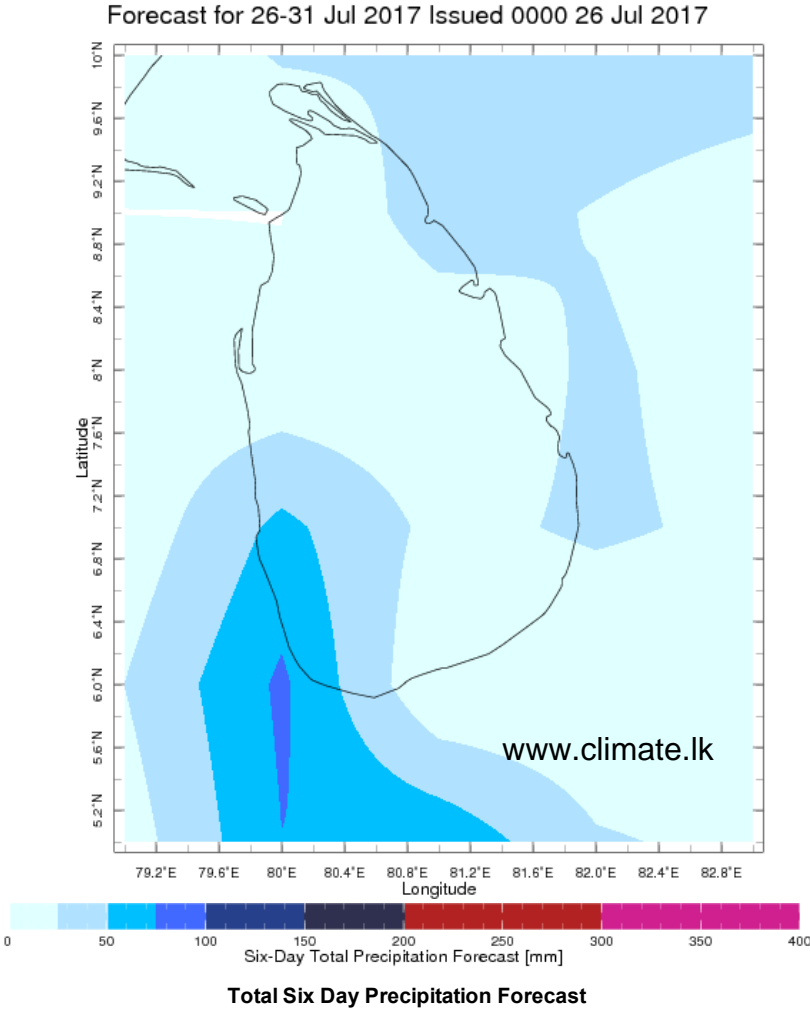 Forecast for 26-31 Jul 2017 Issued 0000 26 Jul 2017
10°N
9.6°N
9.2°N
8.8°N
8.4°N
8°N
7.6°N
7.2°N
6.8°N
6.4°N
6.0°N
5.6°N
5.2°N
Latitude
www.climate.lk
79.2°E 79.6°E 80°E 80.4°E 80.8°E 81.2°E 81.6°E 82.0°E 82.4°E 82.8°E
Longitude
0 50 100 150 200 300 350 400
Six-Day Total Precipitation Forecast [mm]
Total Six Day Precipitation Forecast